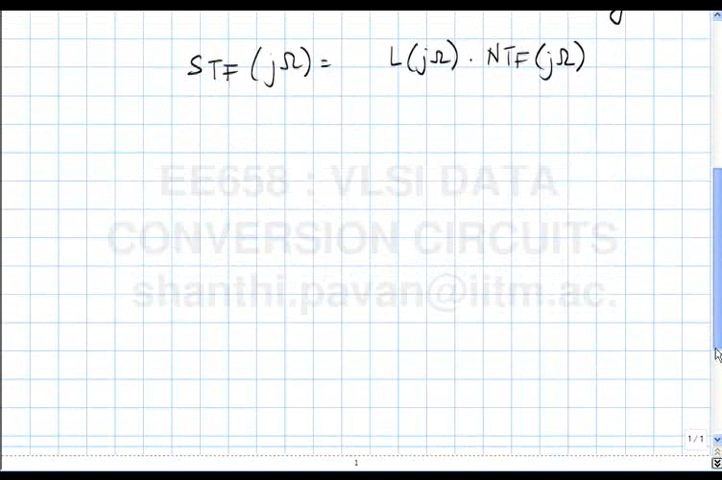 STF (jΩ) = L(jΩ) . NTF(jΩ)
EE658 : VLSI DATA
CONVERSION CIRCUITS
shanthi.pavan@iitm.ac.
1 / 1
1